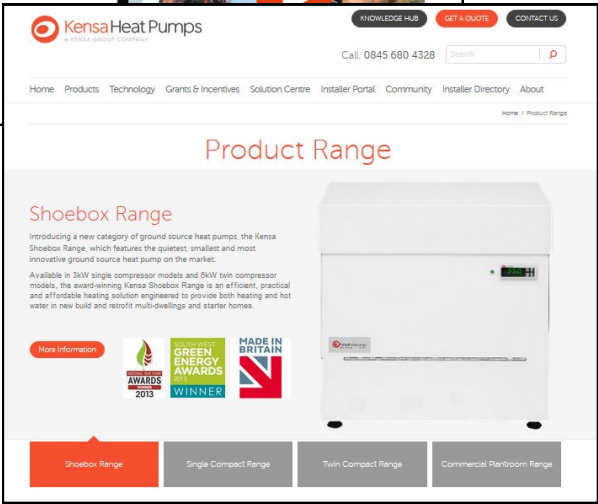 KNOWLEDGE HUB
GET A QUOTE
CONTACT US
Kensa Heat Pumps
A KENSA GROUP COMPANY
Call: 0845 680 4328
Search
Home Products Technology Grants & Incentives Solution Centre Installer Portal Community Installer Directory About
Home / Product Range
Product Range
Shoebox Range
Introducing a new category of ground source heat pumps, the Kensa
Shoebox Range, which features the quietest, smallest and most
innovative ground source heat pump on the market.
Available in 3kW single compressor models and 6kW twin compressor
models, the award-winning Kensa Shoebox Range is an efficient, practical
and affordable heating solution engineered to provide both heating and hot
water in new build and retrofit multi-dwellings and starter homes.
More Information
NATIONAL HEAT PUMP
AWARDS
WINNER
2013
SOUTH WEST
GREEN
ENERGY
AWARDS
2013
WINNER
MADE IN
BRITAIN
Shoebox Range
Single Compact Range
Twin Compact Range
Commercial Plantroom Range